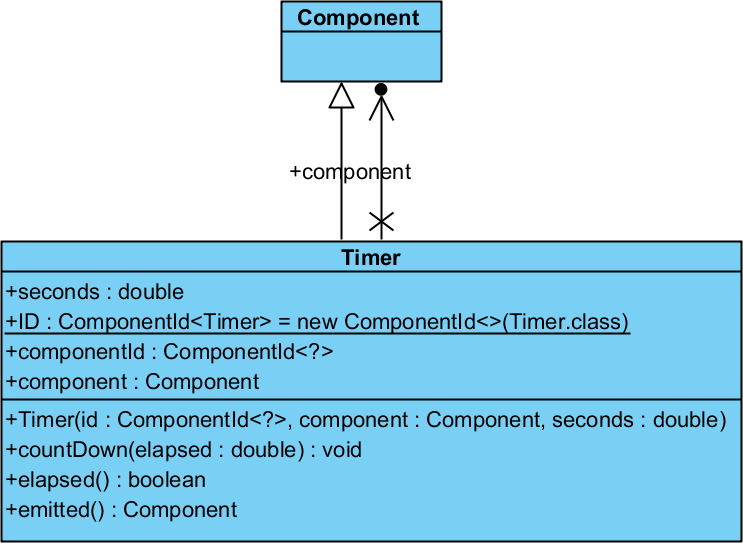 Component
+component
Timer
+seconds : double
+ID : ComponentId<Timer> = new ComponentId<>(Timer.class)
+componentId : ComponentId<?>
+component : Component
+Timer(id : ComponentId<?>, component : Component, seconds : double)
+countDown(elapsed : double) : void
+elapsed() : boolean
+emitted() : Component